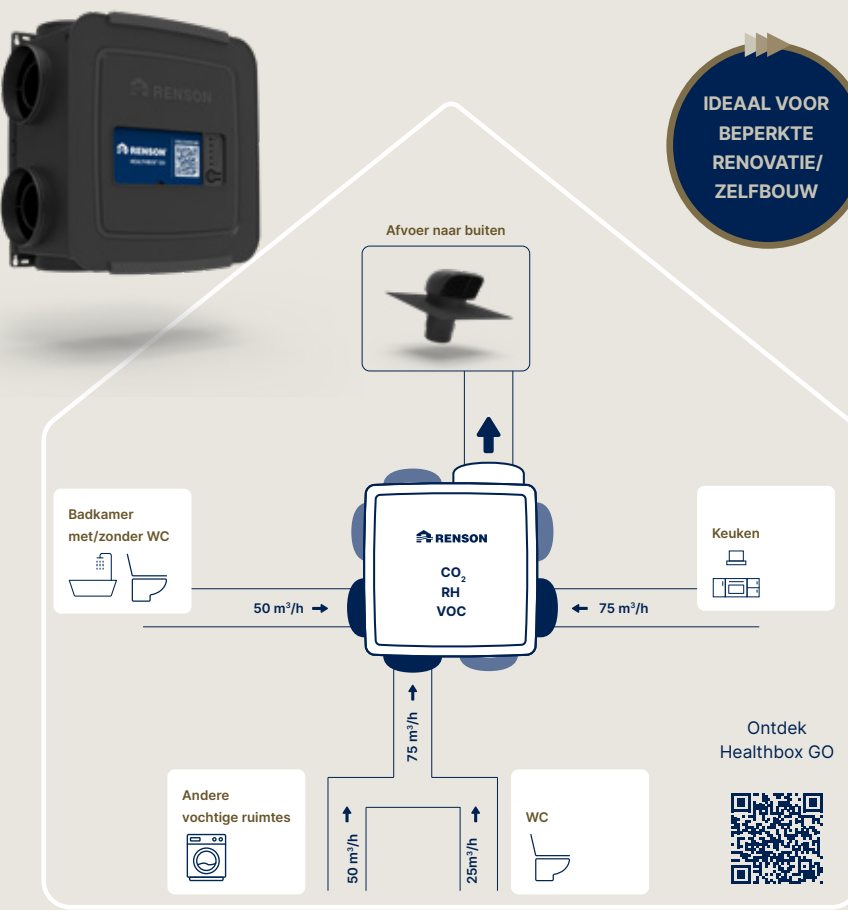 RENSON
RENSON
HEALTHBOX® GO
IDEAAL VOOR
BEPERKTE
RENOVATIE/
ZELFBOUW
Afvoer naar buiten
Badkamer
met/zonder WC
RENSON
CO₂
RH
VOC
Keuken
50 m³/h
75 m³/h
75 m³/h
Ontdek
Healthbox GO
Andere
vochtige ruimtes
50 m³/h
25m³/h
WC